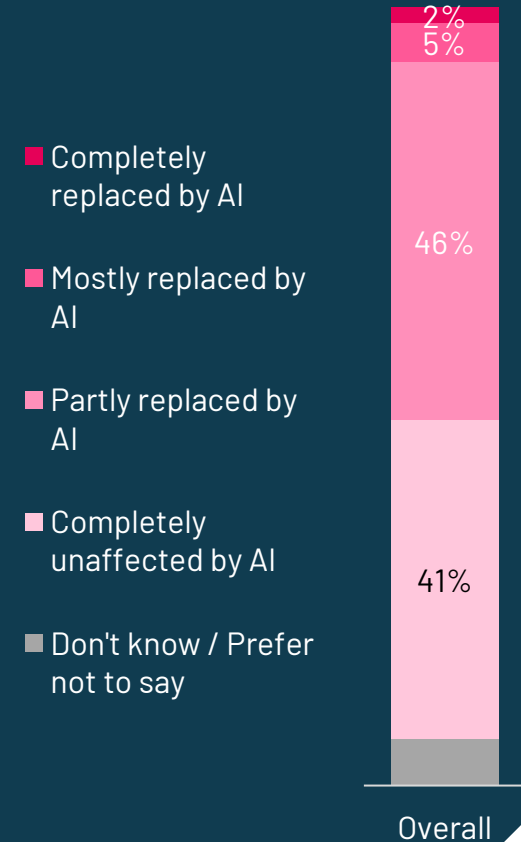 2%
5%
Completely
replaced by AI
46%
Mostly replaced by
AI
Partly replaced by
AI
Completely
unaffected by AI
41%
Don't know / Prefer
not to say
Overall